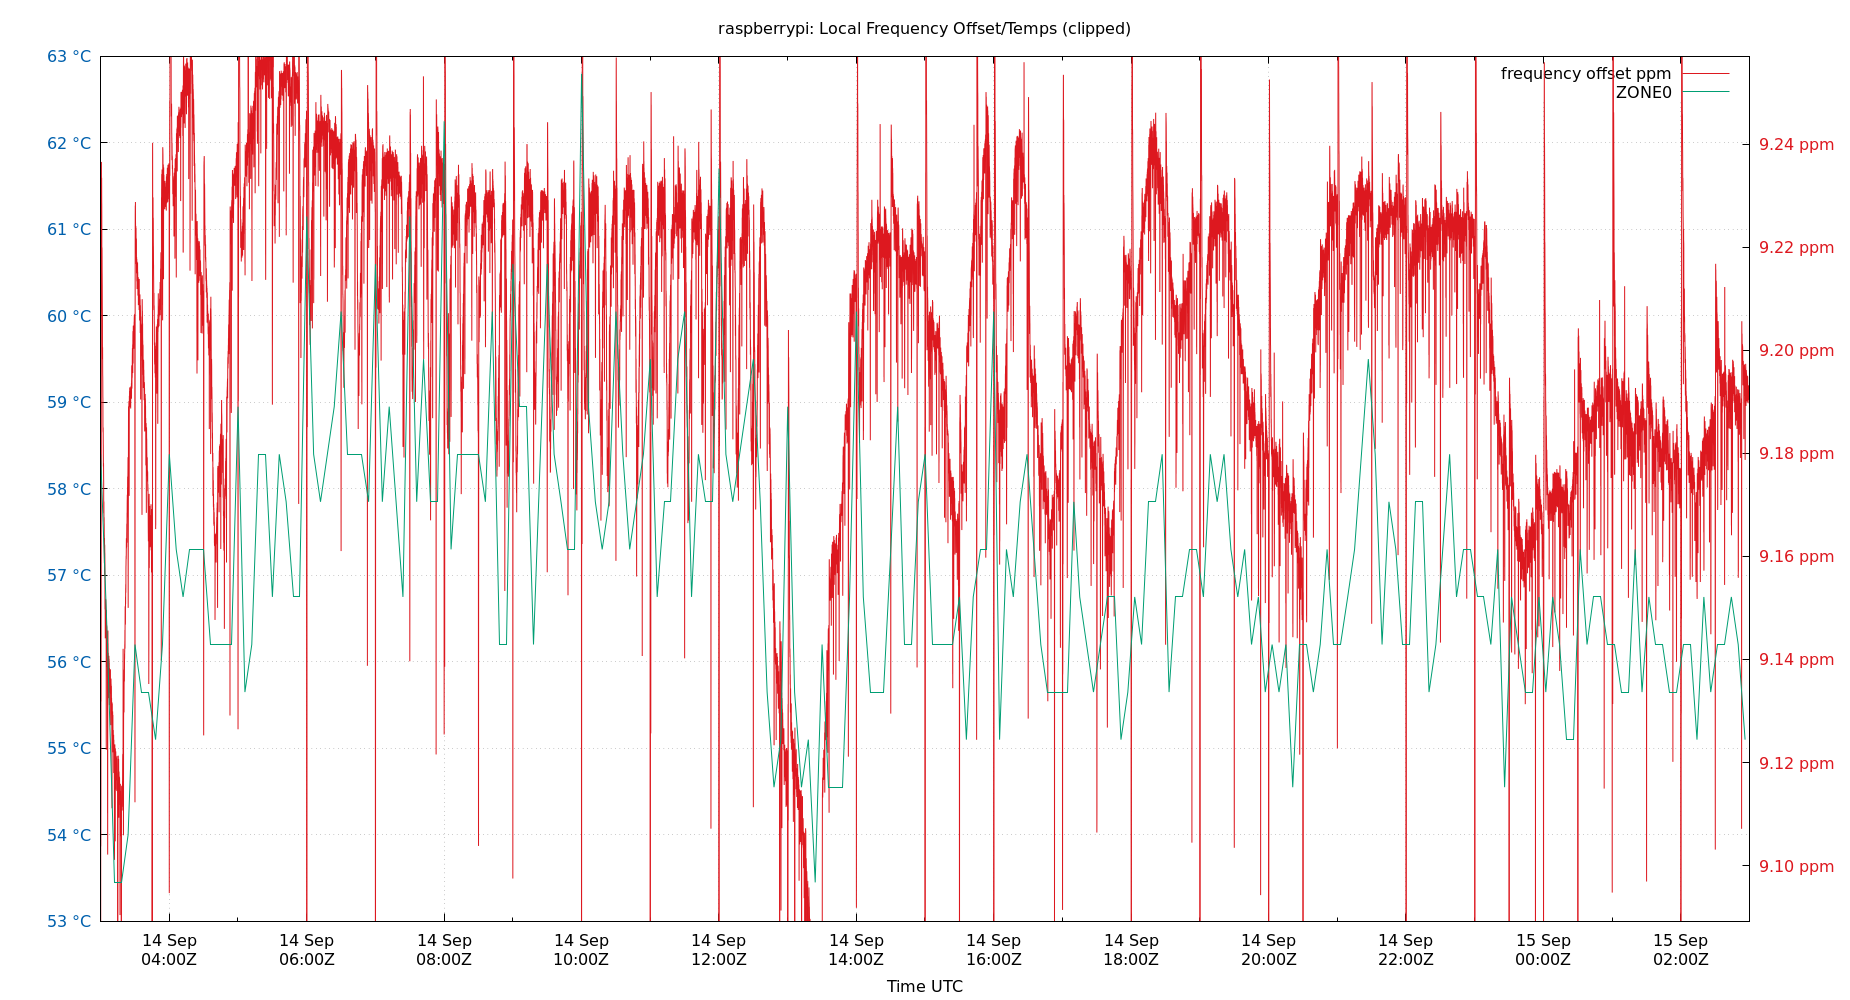 raspberrypi: Local Frequency Offset/Temps (clipped)
63 °C
62 °C
61 °C
60 °C
59 °C
58 °C
57 °C
56 °C
55 °C
54 °C
53 °C
frequency offset ppm
ZONE0
9.24 ppm
9.22 ppm
9.20 ppm
9.18 ppm
9.16 ppm
9.14 ppm
9.12 ppm
9.10 ppm
14 Sep 14 Sep 14 Sep 14 Sep 14 Sep 14 Sep 14 Sep 14 Sep 14 Sep 14 Sep 15 Sep 15 Sep
04:00Z 06:00Z 08:00Z 10:00Z 12:00Z 14:00Z 16:00Z 18:00Z 20:00Z 22:00Z 00:00Z 02:00Z
Time UTC